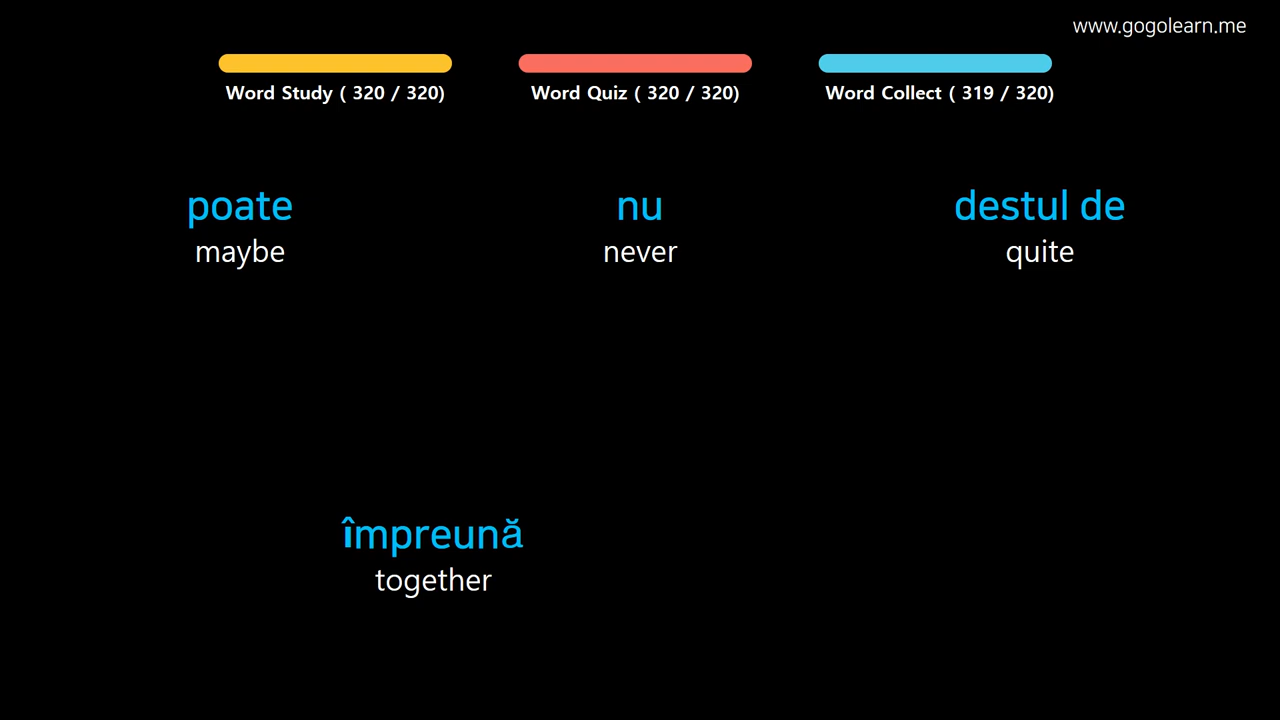 www.gogolearn.me
Word Study ( 320 / 320)
Word Quiz ( 320 / 320)
Word Collect ( 319 / 320)
poate
maybe
nu
never
destul de
quite
împreună
together